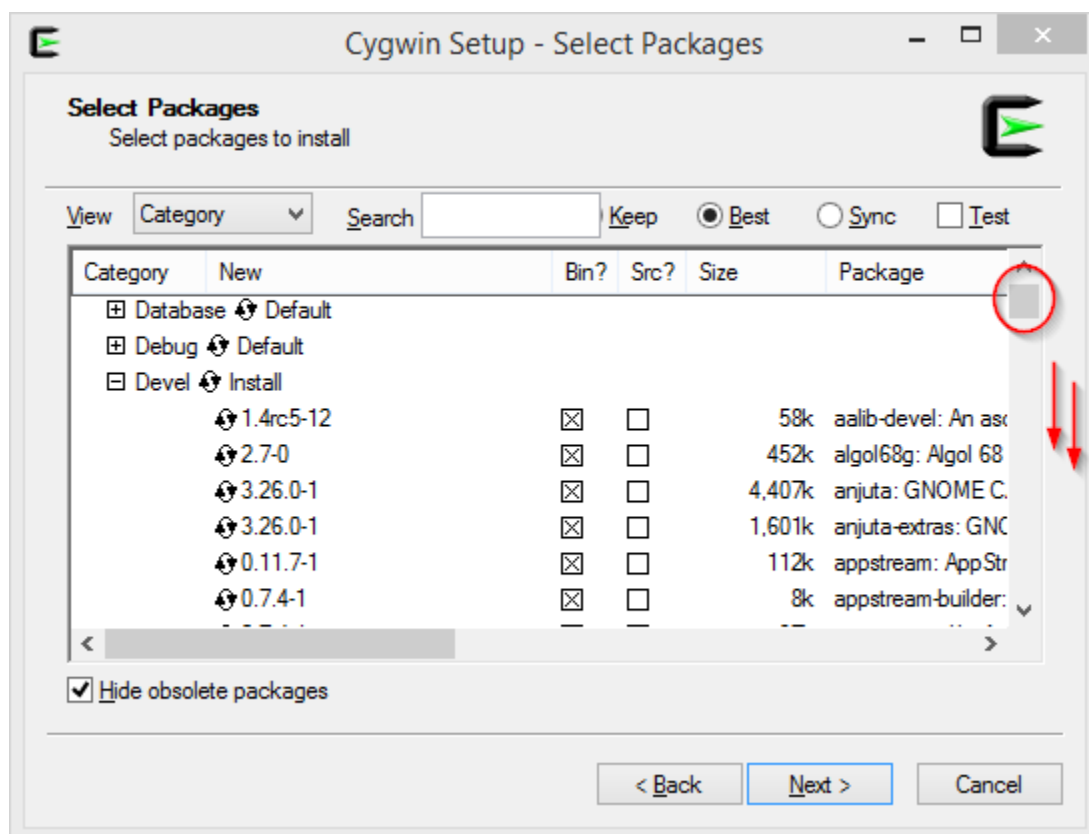 Cygwin Setup - Select Packages
Select Packages
Select packages to install
View Category Search Keep Best Sync Test
Category New Bin? Src? Size Package
Database Default
Debug Default
Devel Install
1.4rc5-12 58k aalib-devel: An asc
2.7-0 452k algol68g: Algol 68
3.26.0-1 4,407k anjuta: GNOME C.
3.26.0-1 1,601k anjuta-extras: GNO
0.11.7-1 112k appstream: AppStr
0.7.4-1 8k appstream-builder:
Hide obsolete packages
< Back Next > Cancel